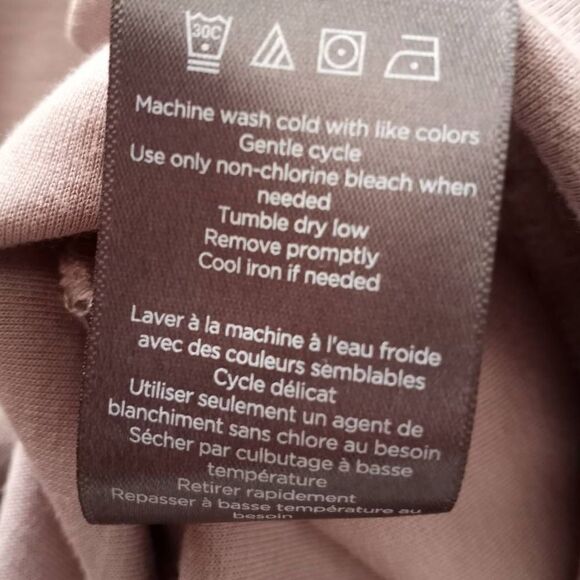 30C
Machine wash cold with like colors
Gentle cycle
Use only non-chlorine bleach when
needed
Tumble dry low
Remove promptly
Cool iron if needed
Laver à la machine à l'eau froide
avec des couleurs semblables
Cycle délicat
Utiliser seulement un agent de
blanchiment sans chlore au besoin
Sécher par culbutage à basse
température
Retirer rapidement
Repasser à basse température au
besoin